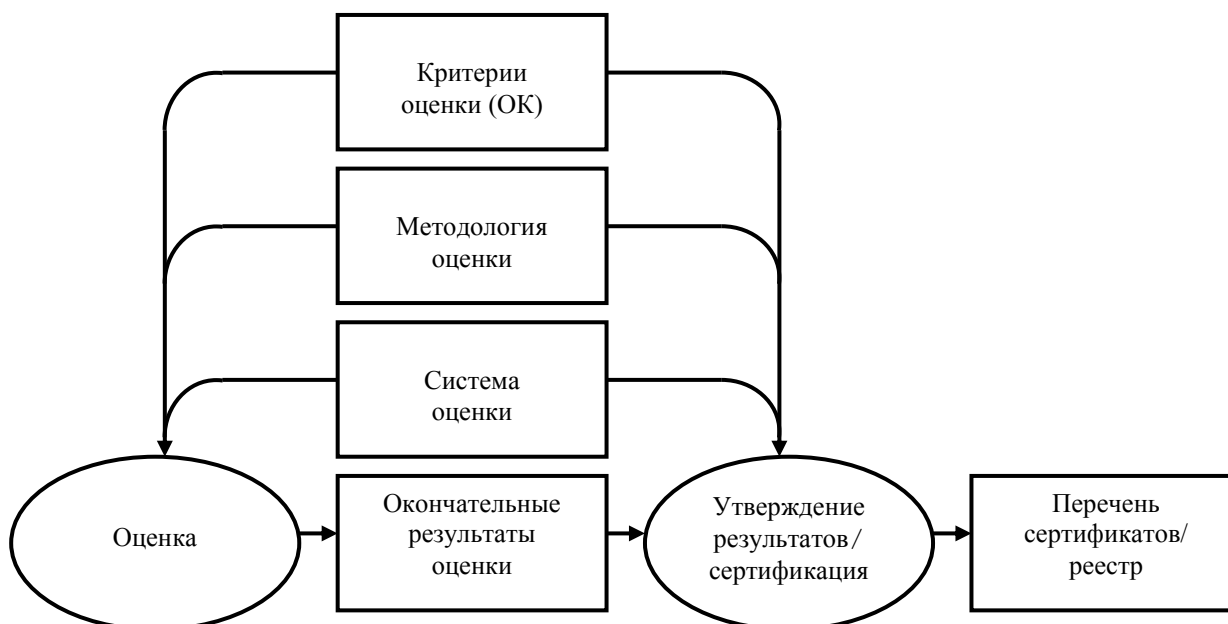 Критерии
оценки (ОК)
Методология
оценки
Система
оценки
Оценка
Окончательные
результаты
оценки
Утверждение
результатов/
сертификация
Перечень
сертификатов/
реестр